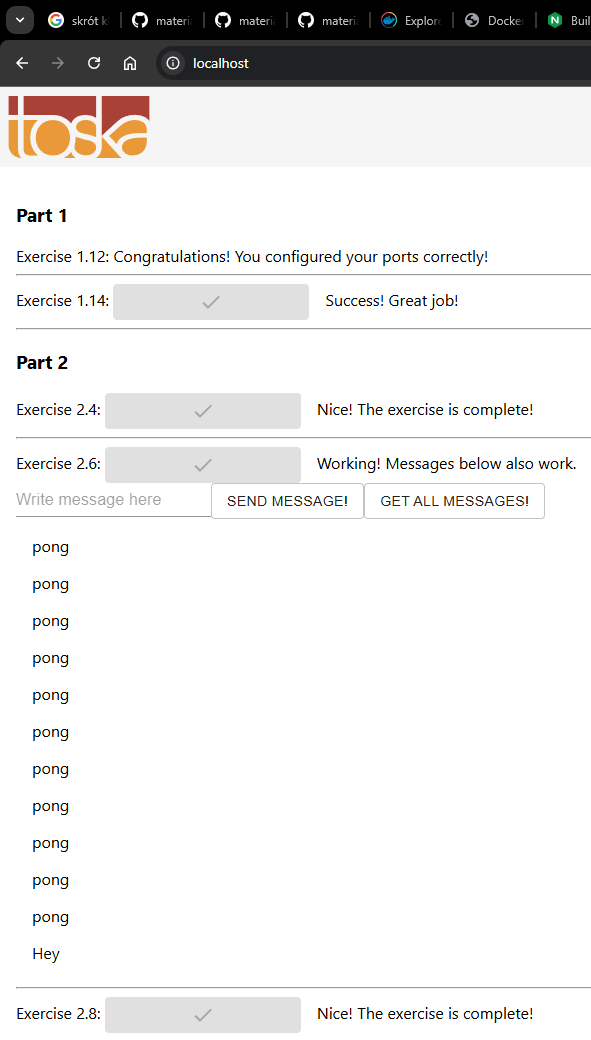 skrót k
materi
materi
materi
Explore
Docke
Buil
localhost
toska
Part 1
Exercise 1.12: Congratulations! You configured your ports correctly!
Exercise 1.14: Success! Great job!
Part 2
Exercise 2.4: Nice! The exercise is complete!
Exercise 2.6: Working! Messages below also work.
Write message here SEND MESSAGE! GET ALL MESSAGES!
pong
pong
pong
pong
pong
pong
pong
pong
pong
pong
pong
Hey
Exercise 2.8: Nice! The exercise is complete!